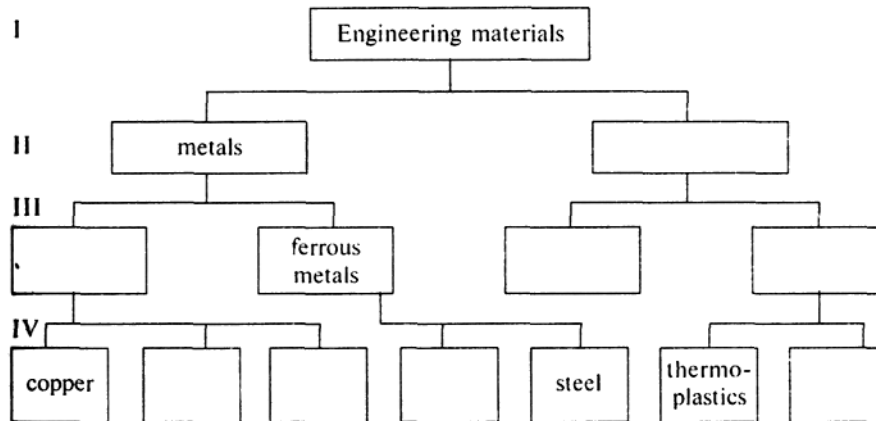 I
Engineering materials
II
metals
III
ferrous
metals
IV
copper
steel
thermo-
plastics